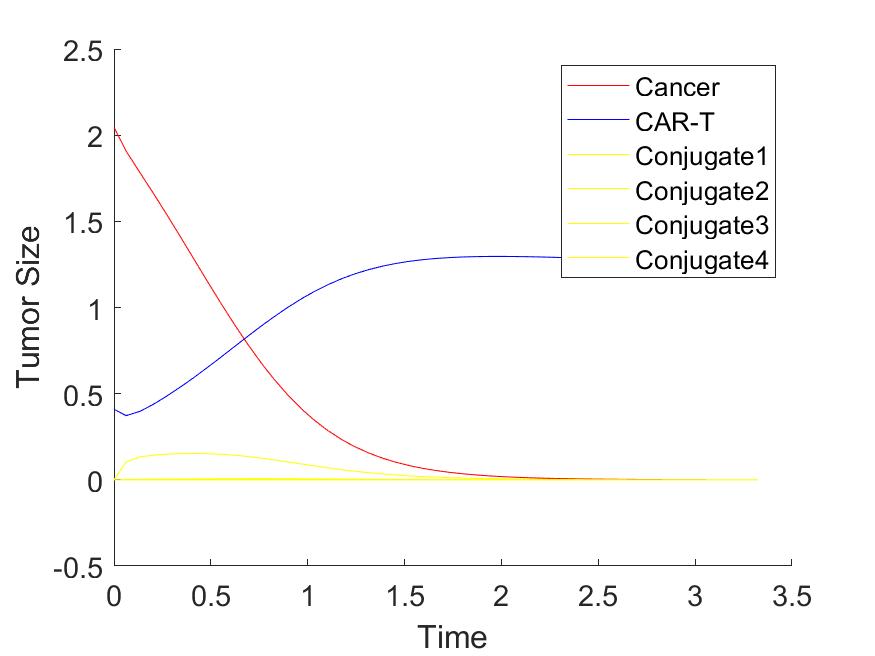 2.5
2
1.5
1
0.5
0
-0.5
Tumor Size
Cancer
CAR-T
Conjugate1
Conjugate2
Conjugate3
Conjugate4
0 0.5 1 1.5 2 2.5 3 3.5
Time